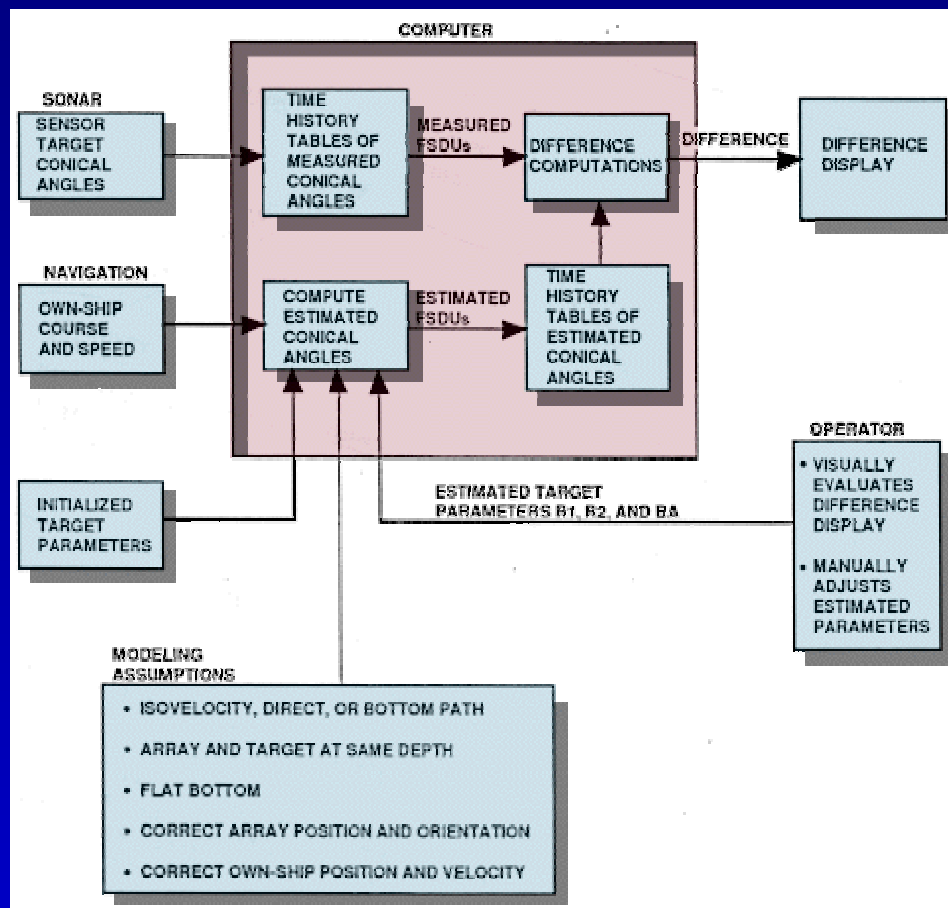 COMPUTER
SONAR
SENSOR
TARGET
CONICAL
ANGLES
TIME
HISTORY
TABLES OF
MEASURED
CONICAL
ANGLES
MEASURED
FSDUs
DIFFERENCE
COMPUTATIONS
DIFFERENCE
DIFFERENCE
DISPLAY
NAVIGATION
OWN-SHIP
COURSE
AND SPEED
COMPUTE
ESTIMATED
CONICAL
ANGLES
ESTIMATED
FSDUs
TIME
HISTORY
TABLES OF
ESTIMATED
CONICAL
ANGLES
INITIALIZED
TARGET
PARAMETERS
ESTIMATED TARGET
PARAMETERS B1, B2, AND BA
OPERATOR
• VISUALLY
EVALUATES
DIFFERENCE
DISPLAY
• MANUALLY
ADJUSTS
ESTIMATED
PARAMETERS
MODELING
ASSUMPTIONS
• ISOVELOCITY, DIRECT, OR BOTTOM PATH
• ARRAY AND TARGET AT SAME DEPTH
• FLAT BOTTOM
• CORRECT ARRAY POSITION AND ORIENTATION
• CORRECT OWN-SHIP POSITION AND VELOCITY